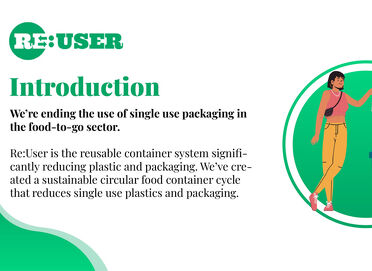 RE:USER
Introduction
We're ending the use of single use packaging in
the food-to-go sector.
Re:User is the reusable container system signifi-
cantly reducing plastic and packaging. We've cre-
ated a sustainable circular food container cycle
that reduces single use plastics and packaging.